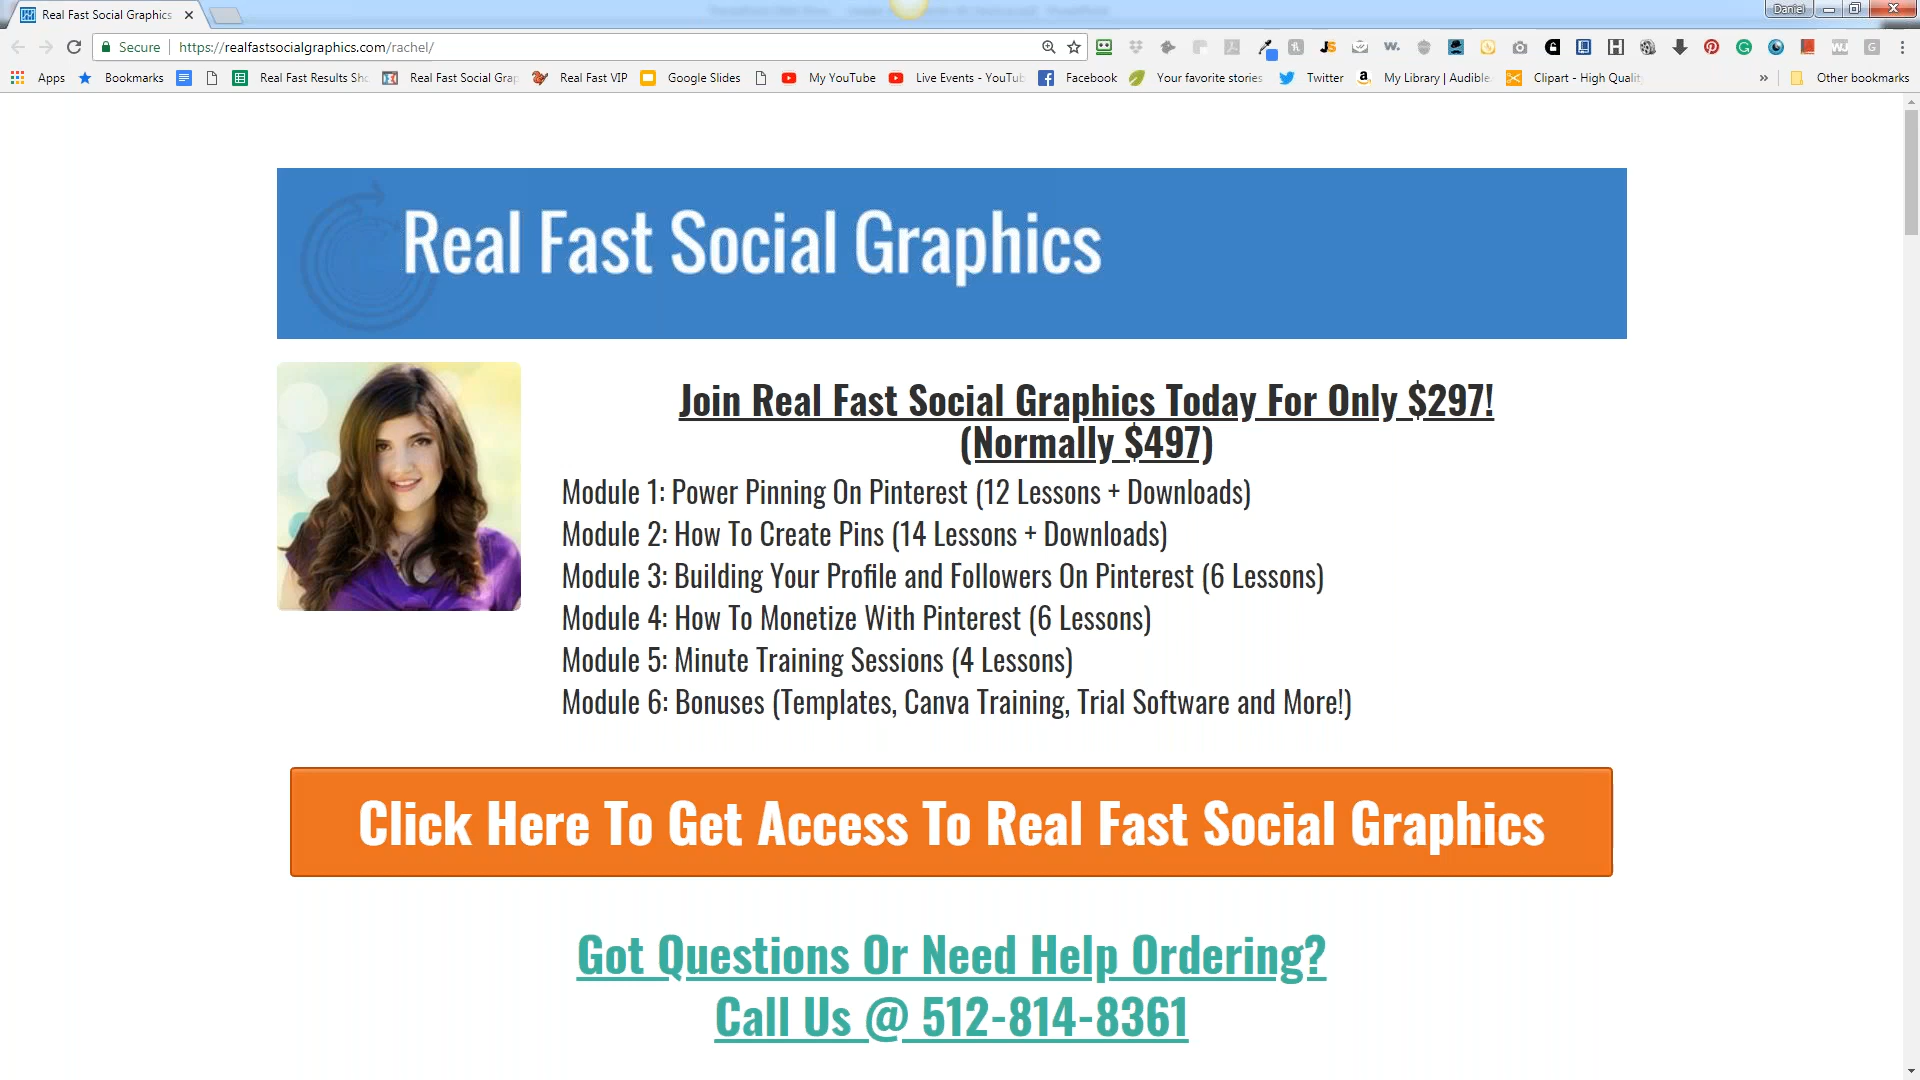 Real Fast Social Graphics
Daniel
Secure
https://realfastsocialgraphics.com/rachel/
Apps
Bookmarks
Real Fast Results Sho
Real Fast Social Grap
Real Fast VIP
Google Slides
My YouTube
Live Events - YouTub
Facebook
Your favorite stories
Twitter
My Library | Audible
Clipart - High Qualit
»
Other bookmarks
Real Fast Social Graphics
Join Real Fast Social Graphics Today For Only $297!
(Normally $497)
Module 1: Power Pinning On Pinterest (12 Lessons + Downloads)
Module 2: How To Create Pins (14 Lessons + Downloads)
Module 3: Building Your Profile and Followers On Pinterest (6 Lessons)
Module 4: How To Monetize With Pinterest (6 Lessons)
Module 5: Minute Training Sessions (4 Lessons)
Module 6: Bonuses (Templates, Canva Training, Trial Software and More!)
Click Here To Get Access To Real Fast Social Graphics
Got Questions Or Need Help Ordering?
Call Us @ 512-814-8361